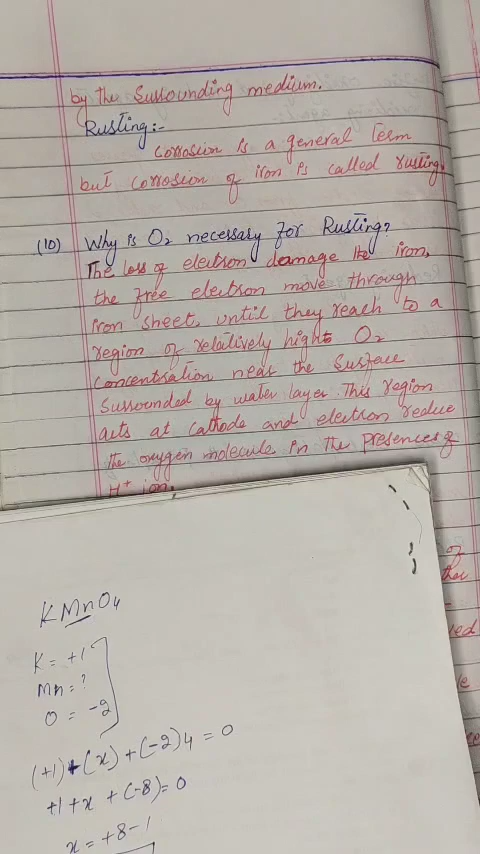 by the Surrounding medium.
Rusting:-
Corrosion is a general Term
but corrosion of iron is called rusting.
(10) Why is O₂ necessary for Rusting?
The loss of electron damage the iron,
the free electron move through
iron sheet, until they reach to a
region of relatively hight O₂
Concentration near the Surface
Surrounded by water layer. This region
acts at cathode and electron reduce
the oxygen molecule in the presences of
H⁺ ion.
KMnO₄
K = +1
Mn = ?
O = -2
(+1) + (x) + (-2)4 = 0
+1 + x + (-8) = 0
x = +8 - 1
of